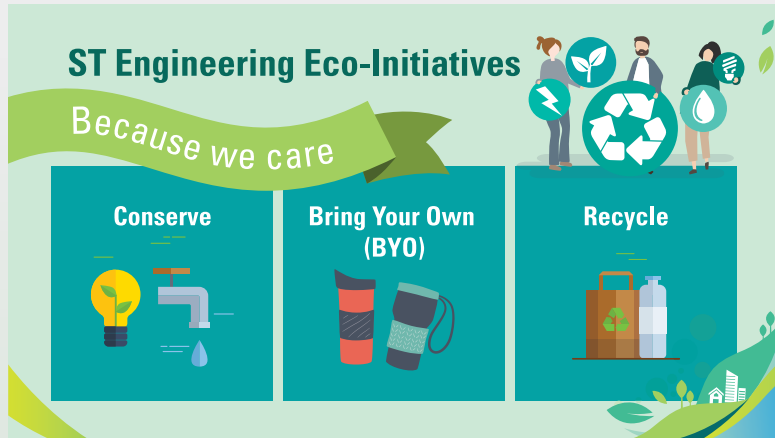 ST Engineering Eco-Initiatives
Because we care
Conserve
Bring Your Own
(BYO)
Recycle